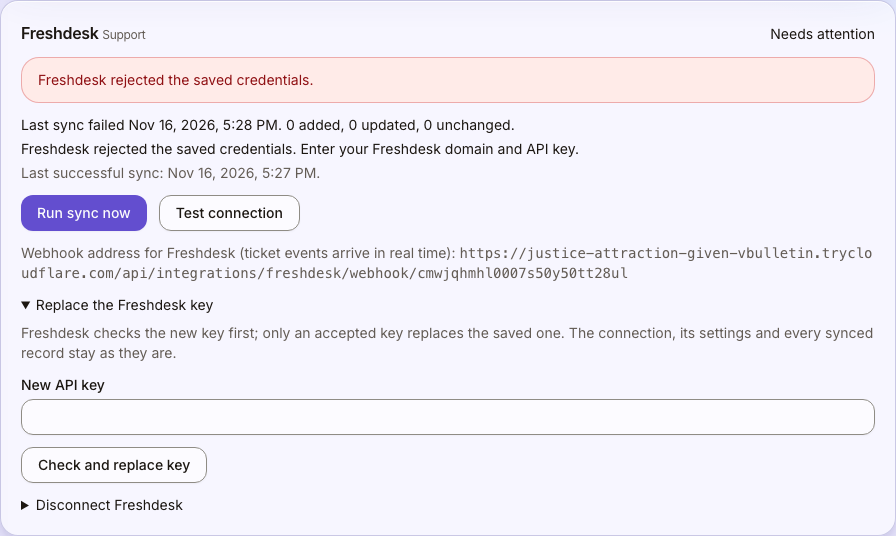 Freshdesk Support
Needs attention
Freshdesk rejected the saved credentials.
Last sync failed Nov 16, 2026, 5:28 PM. 0 added, 0 updated, 0 unchanged.
Freshdesk rejected the saved credentials. Enter your Freshdesk domain and API key.
Last successful sync: Nov 16, 2026, 5:27 PM.
Run sync now
Test connection
Webhook address for Freshdesk (ticket events arrive in real time): https://justice-attraction-given-vbulletin.tryclo
udflare.com/api/integrations/freshdesk/webhook/cmwjqhmhl0007s50y50tt28ul
Replace the Freshdesk key
Freshdesk checks the new key first; only an accepted key replaces the saved one. The connection, its settings and every synced
record stay as they are.
New API key
Check and replace key
Disconnect Freshdesk